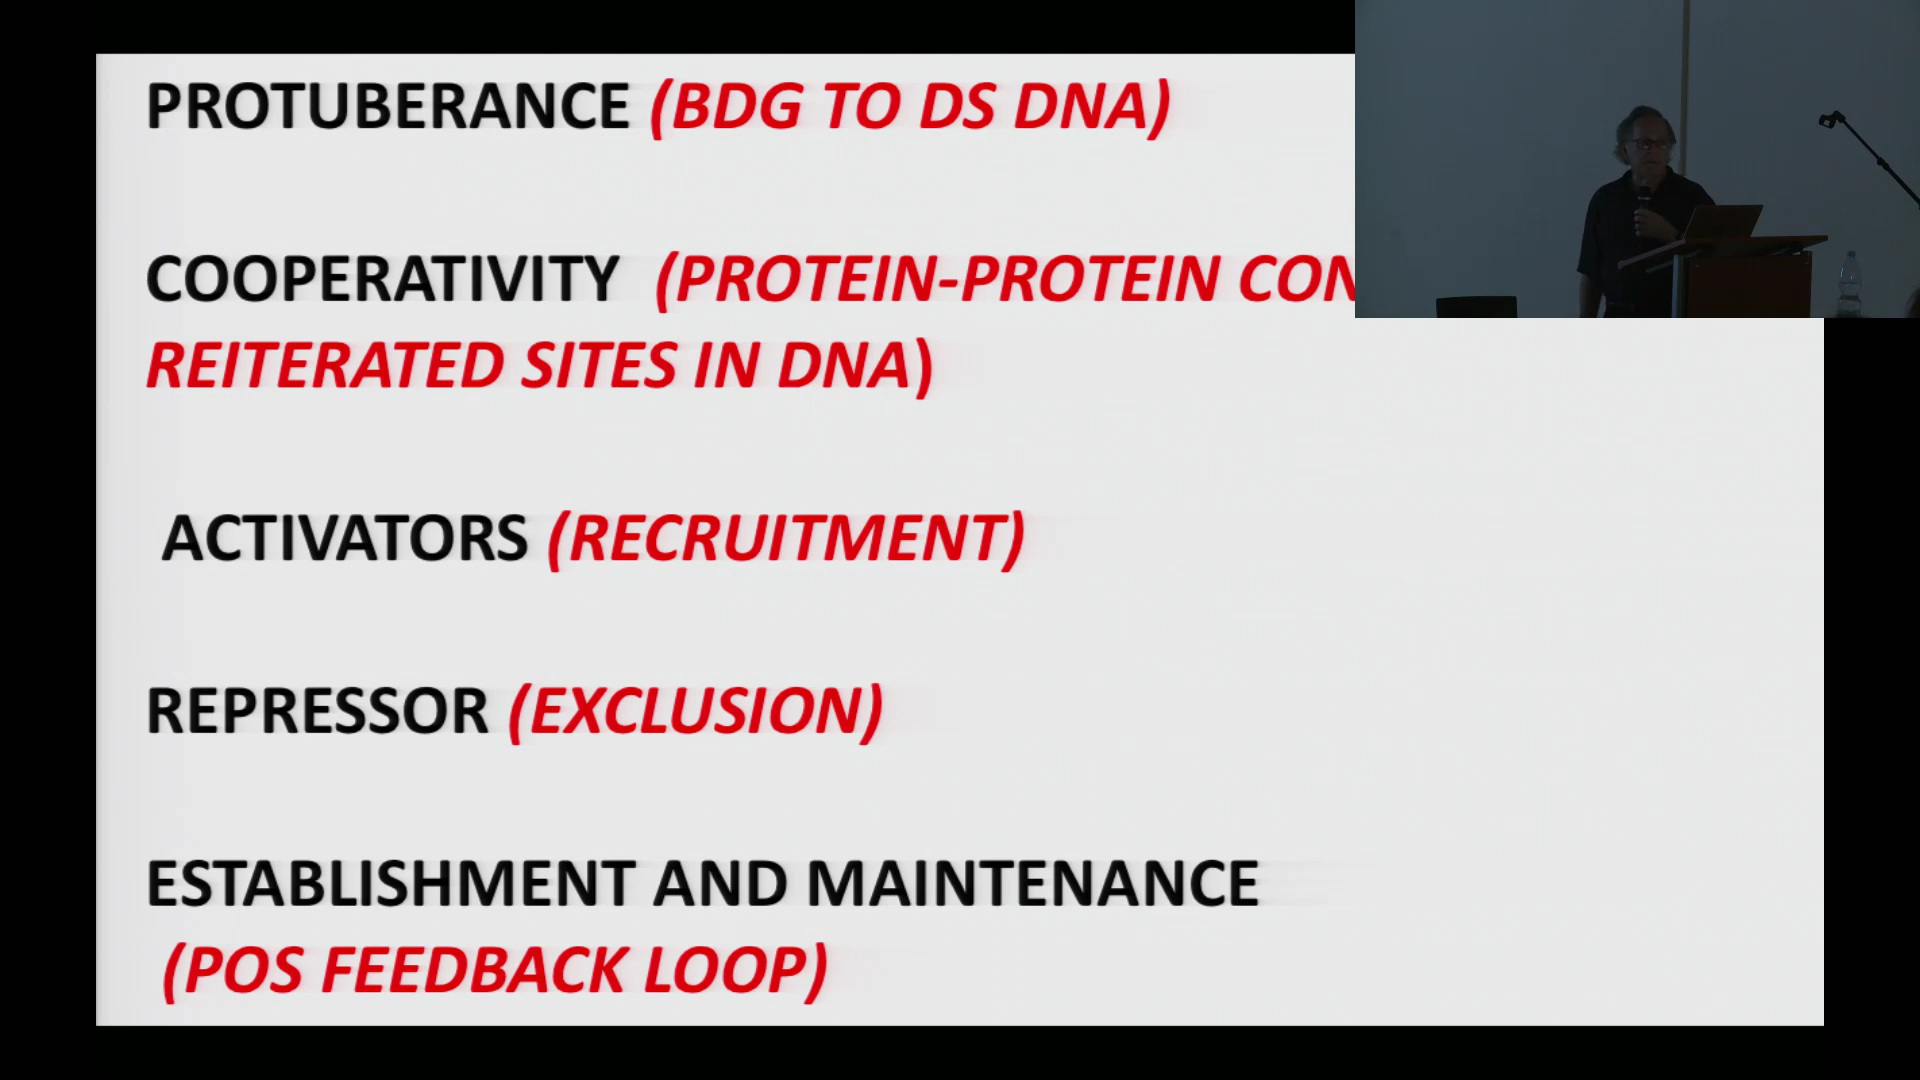 PROTUBERANCE (BDG TO DS DNA)
COOPERATIVITY (PROTEIN-PROTEIN
REITERATED SITES IN DNA)
ACTIVATORS (RECRUITMENT)
REPRESSOR (EXCLUSION)
ESTABLISHMENT AND MAINTENANCE
(POS FEEDBACK LOOP)